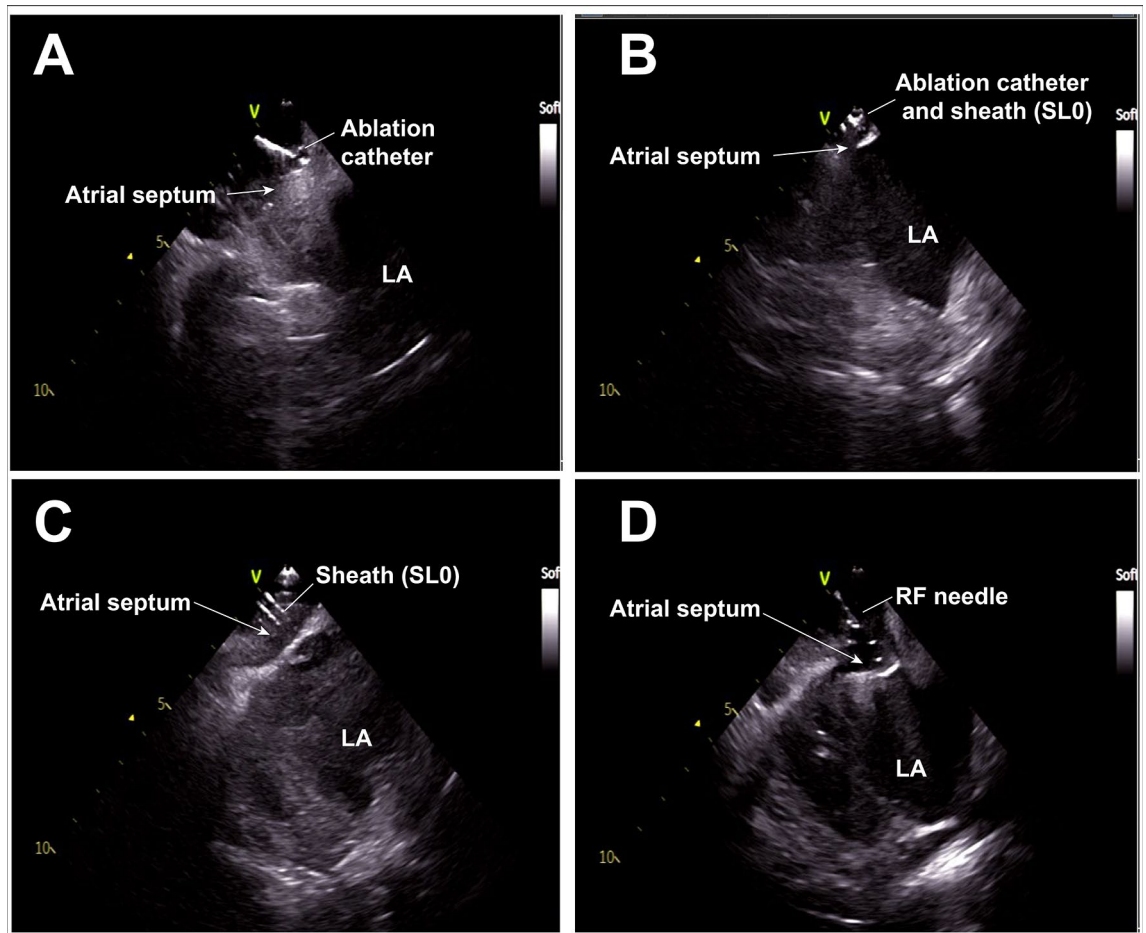 A
V
Soft
Ablation
catheter
Atrial septum
5
LA
10
B
Ablation catheter
and sheath (SL0)
V
Soft
Atrial septum
LA
5
10
C
V
Sheath (SL0)
Sof
Atrial septum
5
LA
10
D
V
Soft
RF needle
Atrial septum
5
LA
10